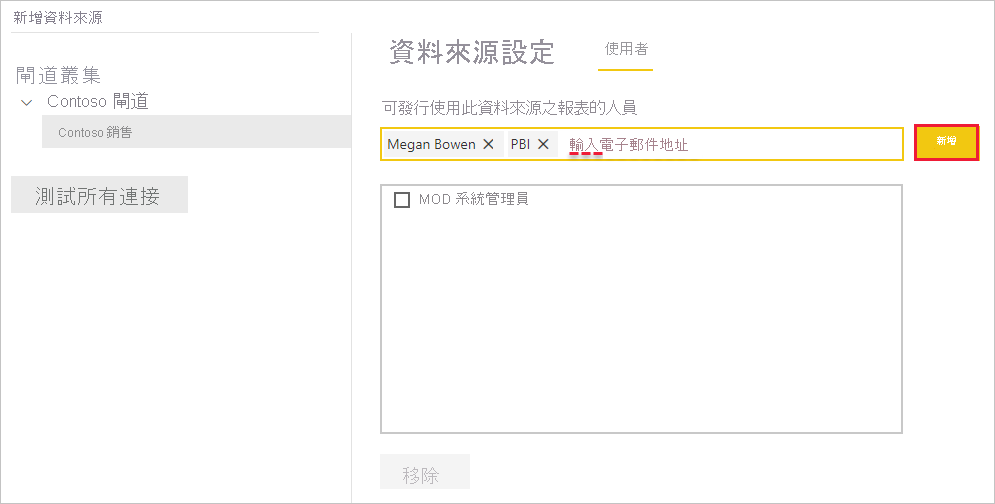 新增資料來源
閘道叢集
Contoso 閘道
Contoso 銷售
測試所有連接
資料來源設定
使用者
可發行使用此資料來源之報表的人員
Megan Bowen
PBI
輸入電子郵件地址
新增
MOD 系統管理員
移除